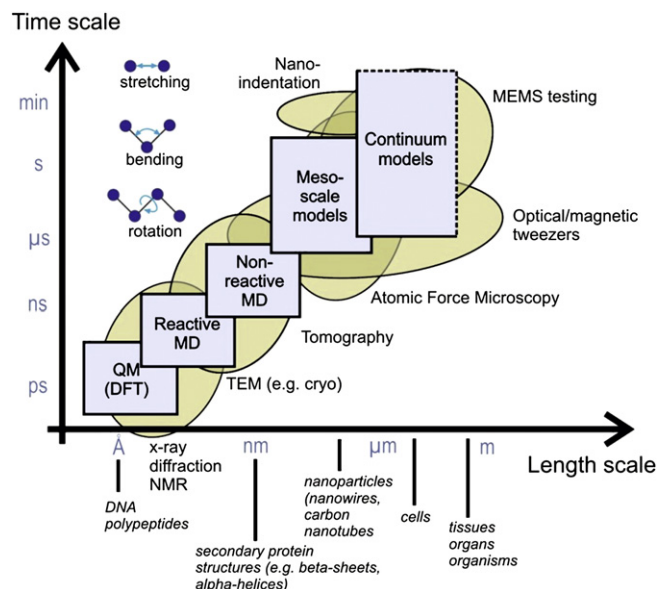 Time scale
min
s
µs
ns
ps
stretching
bending
rotation
Nano-
indentation
MEMS testing
Continuum
models
Meso-
scale
models
Optical/magnetic
tweezers
Non-
reactive
MD
Atomic Force Microscopy
Reactive
MD
Tomography
QM
(DFT)
TEM (e.g. cryo)
Å
x-ray
diffraction
NMR
nm
µm
m
Length scale
DNA
polypeptides
secondary protein
structures (e.g. beta-sheets,
alpha-helices)
nanoparticles
(nanowires,
carbon
nanotubes
cells
tissues
organs
organisms